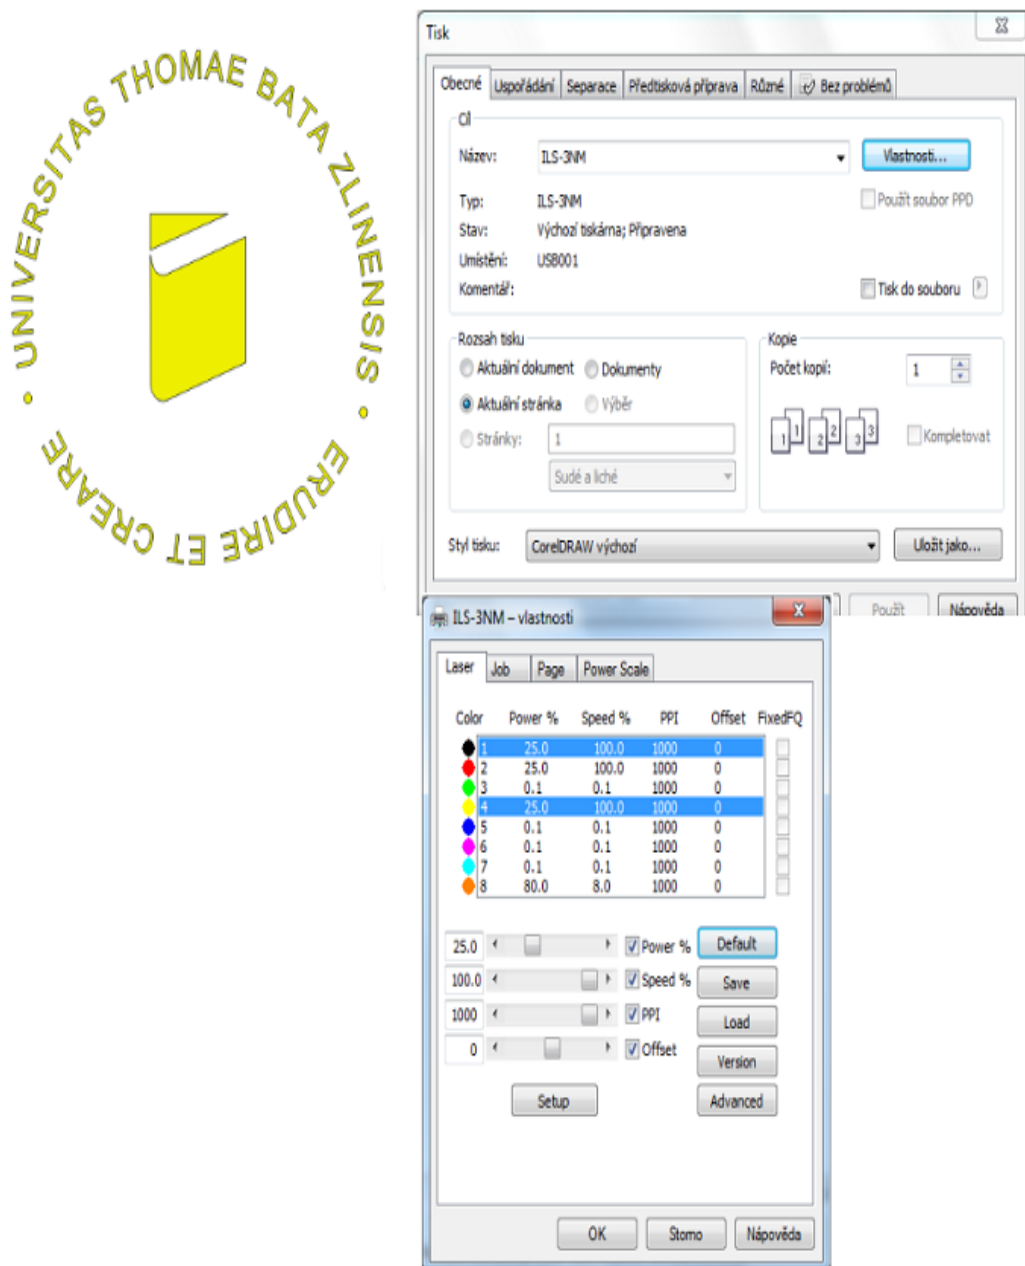 • UNIVERSITAS THOMAE BATA ZLINENSIS •
ERUDIRE ET CREARE
Tisk
Obecné Uspořádání Separace Předtisková příprava Různé Bez problémů
Cíl
Název: ILS-3NM Vlastnosti...
Typ: ILS-3NM Použít soubor PPD
Stav: Výchozí tiskárna; Připravena
Umístění: USB001
Komentář: Tisk do souboru
Rozsah tisku
Aktuální dokument Dokumenty
Aktuální stránka Výběr
Stránky: 1
Sudé a liché
Kopie
Počet kopií: 1
1 1 2 2 3 3 Kompletovat
Styl tisku: CorelDRAW výchozí Uložit jako...
Použít Nápověda
ILS-3NM – vlastnosti
Laser Job Page Power Scale
Color Power % Speed % PPI Offset FixedFQ
1 25.0 100.0 1000 0
2 25.0 100.0 1000 0
3 0.1 0.1 1000 0
4 25.0 100.0 1000 0
5 0.1 0.1 1000 0
6 0.1 0.1 1000 0
7 0.1 0.1 1000 0
8 80.0 8.0 1000 0
25.0 Power % Default
100.0 Speed % Save
1000 PPI Load
0 Offset Version
Setup Advanced
OK Storno Nápověda